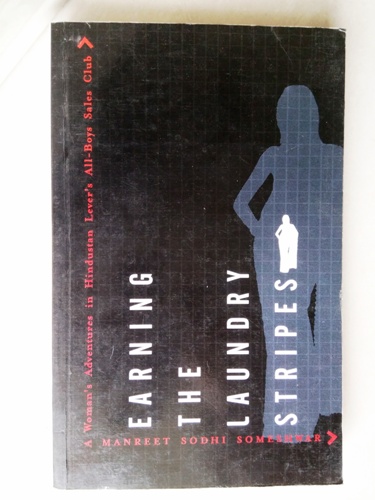 A Woman's Adventures in Hindustan Lever's All-Boys Sales Club
EARNING
THE
LAUNDRY
STRIPES
MANREET SODHI SOMESHWAR